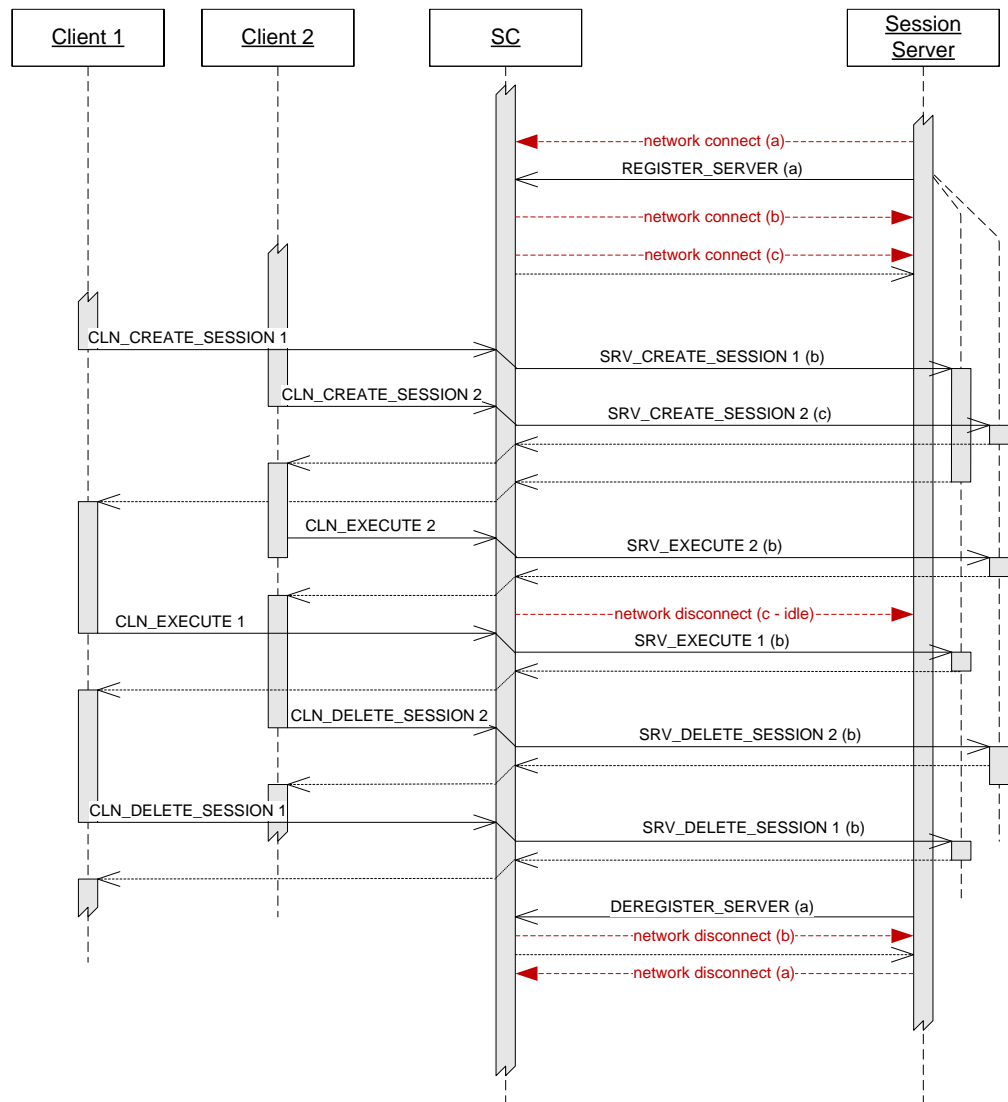 Client 1
Client 2
SC
Session
Server
network connect (a)
REGISTER_SERVER (a)
network connect (b)
network connect (c)
CLN_CREATE_SESSION 1
SRV_CREATE_SESSION 1 (b)
CLN_CREATE_SESSION 2
SRV_CREATE_SESSION 2 (c)
CLN_EXECUTE 2
SRV_EXECUTE 2 (b)
network disconnect (c - idle)
CLN_EXECUTE 1
SRV_EXECUTE 1 (b)
CLN_DELETE_SESSION 2
SRV_DELETE_SESSION 2 (b)
CLN_DELETE_SESSION 1
SRV_DELETE_SESSION 1 (b)
DEREGISTER_SERVER (a)
network disconnect (b)
network disconnect (a)